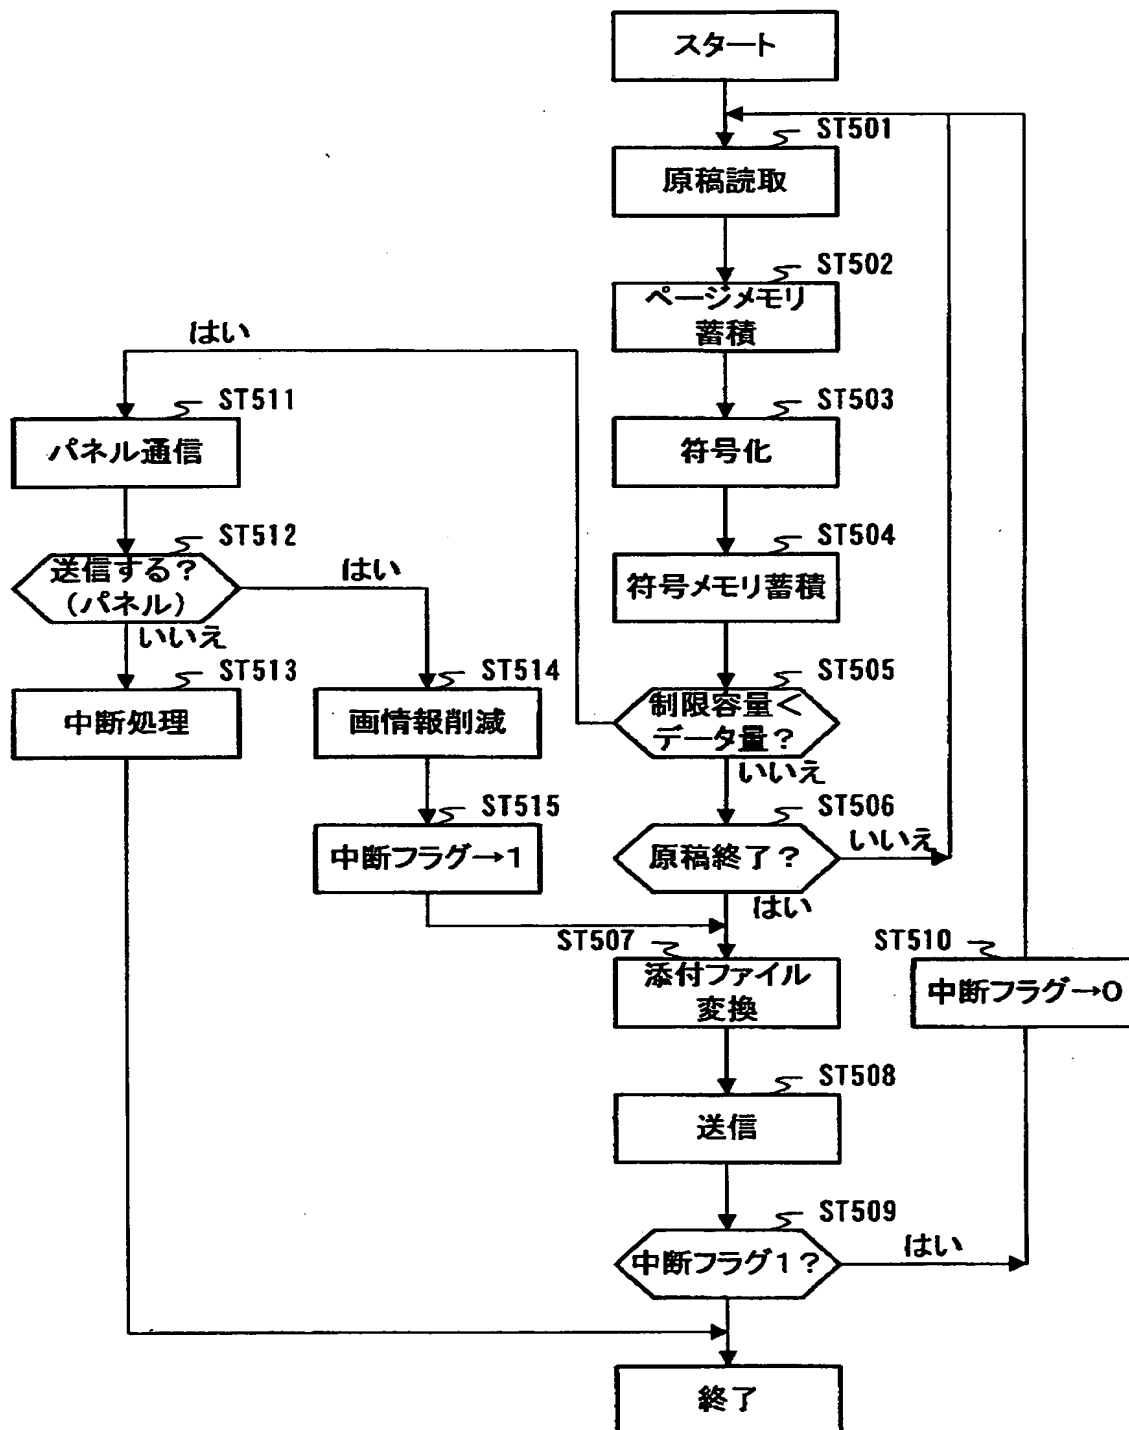 スタート
ST501
原稿読取
ST502
ページメモリ
蓄積
はい
ST511
パネル通信
ST503
符号化
ST512
送信する？
（パネル）
はい
いいえ
ST504
符号メモリ蓄積
ST513
中断処理
ST514
画情報削減
ST505
制限容量＜
データ量？
いいえ
ST515
中断フラグ→1
ST506
原稿終了？
いいえ
はい
ST507
添付ファイル
変換
ST510
中断フラグ→0
ST508
送信
ST509
中断フラグ1？
はい
終了